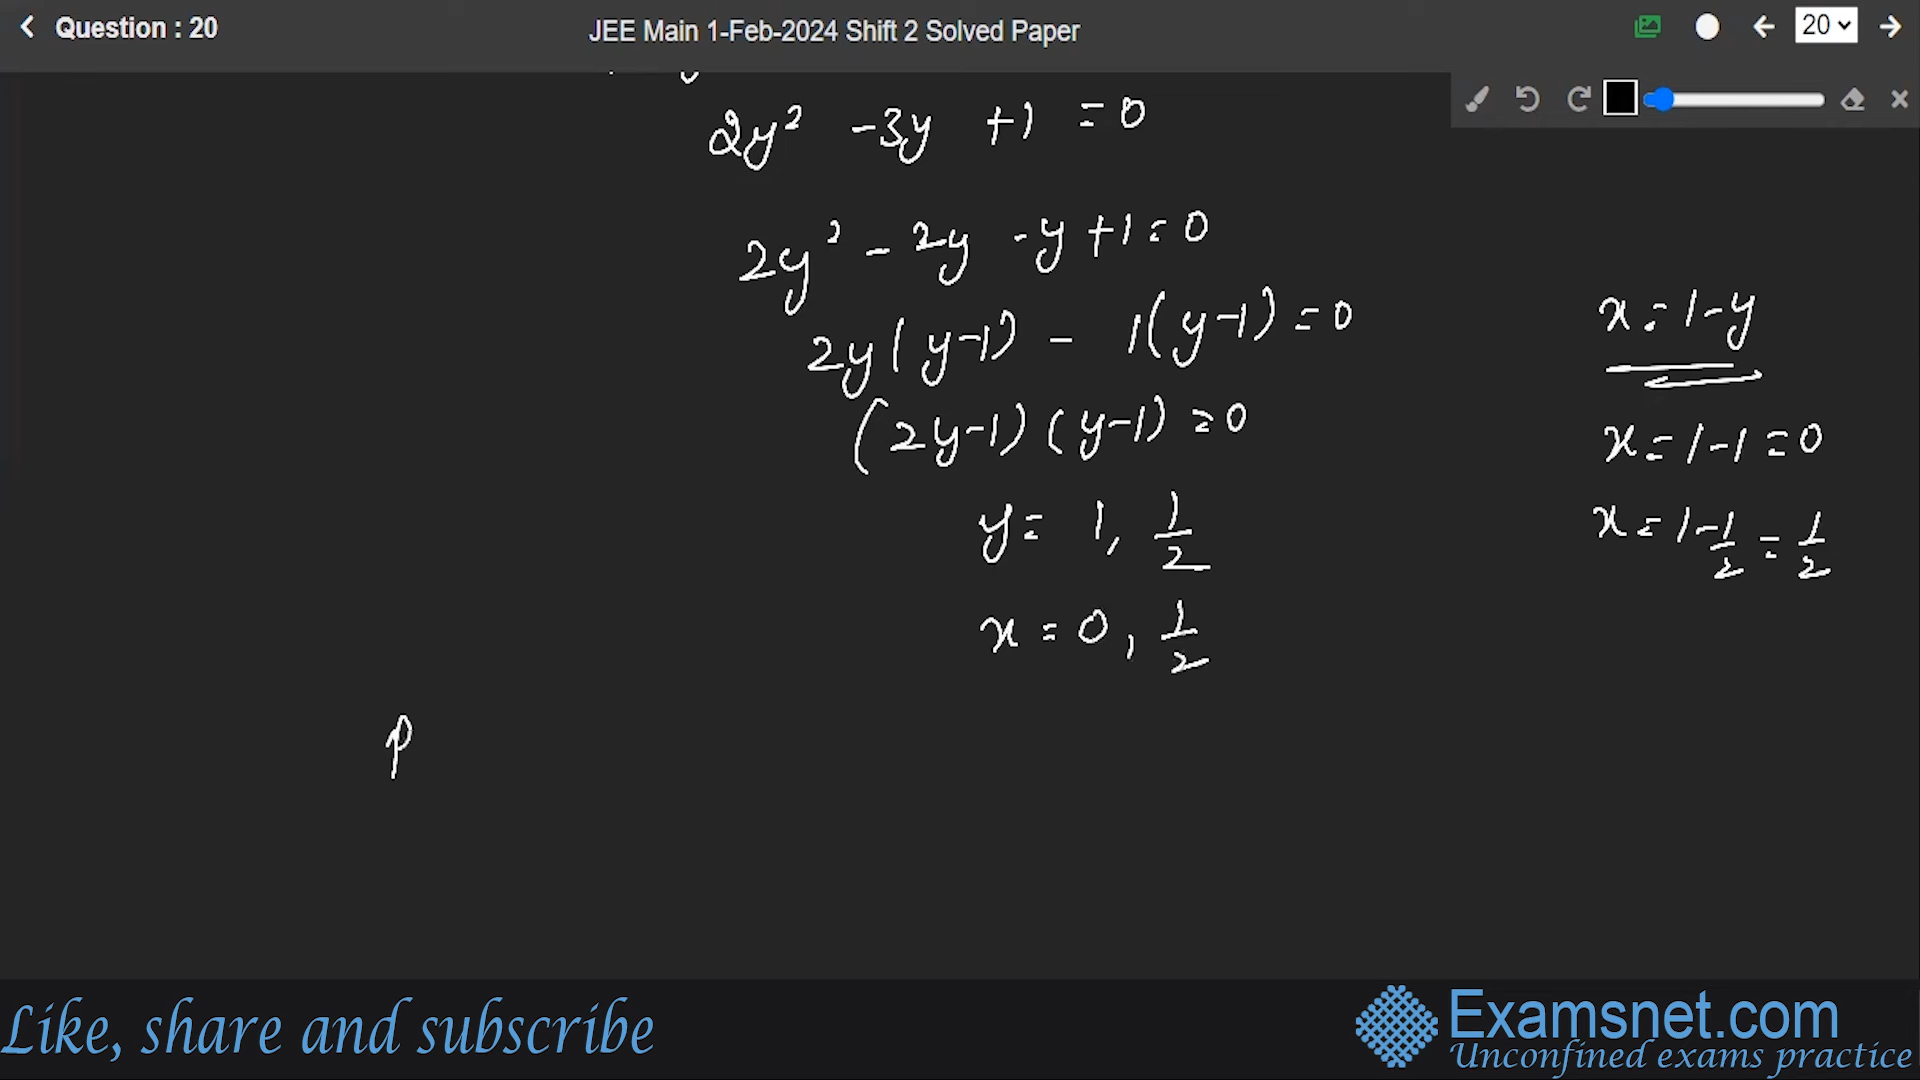 Question : 20
JEE Main 1-Feb-2024 Shift 2 Solved Paper
20
2y² -3y +1 = 0
2y² - 2y - y + 1 = 0
2y(y-1) - 1(y-1) = 0
(2y-1)(y-1) = 0
y = 1, 1/2
x = 0, 1/2
x = 1-y
x = 1-1 = 0
x = 1-1/2 = 1/2
P
Like, share and subscribe
Examsnet.com
Unconfined exams practice